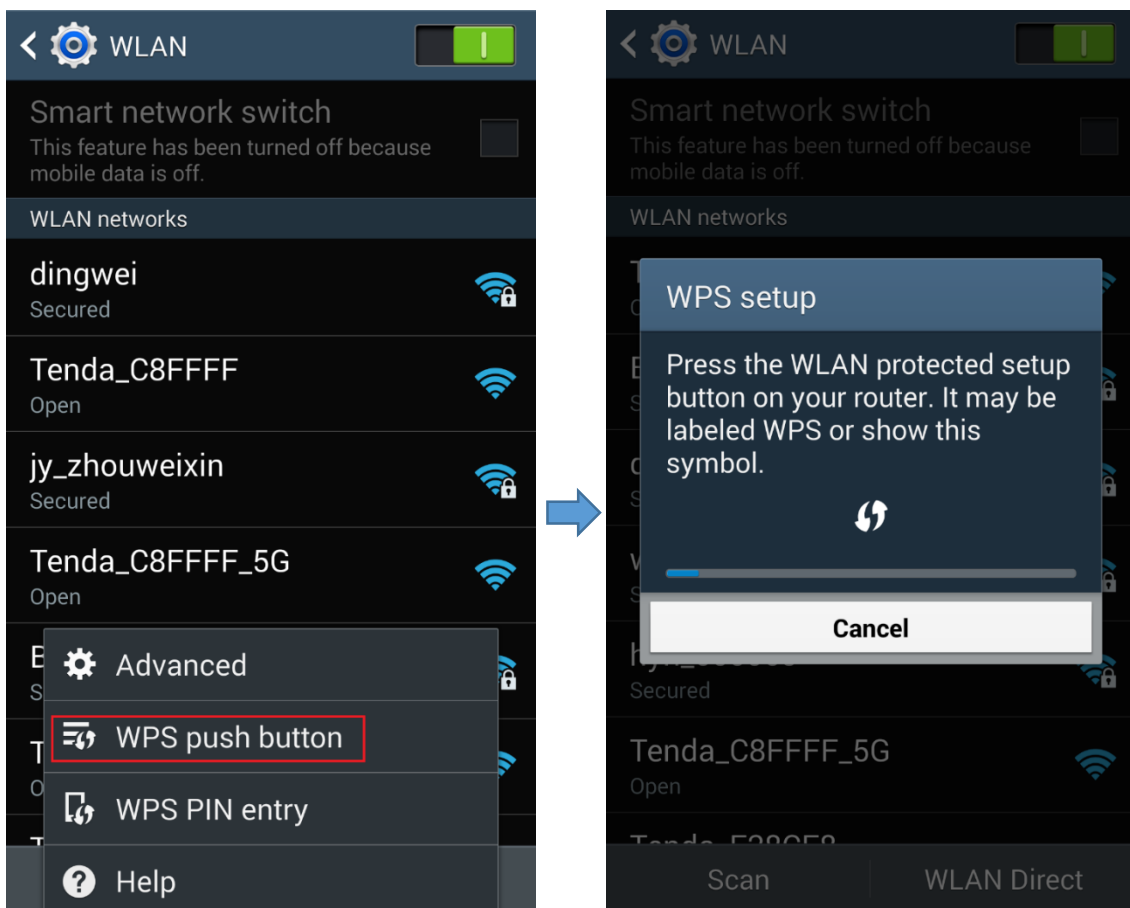 WLAN
Smart network switch
This feature has been turned off because
mobile data is off.
WLAN networks
dingwei
Secured
Tenda_C8FFFF
Open
jy_zhouweixin
Secured
Tenda_C8FFFF_5G
Open
Advanced
WPS push button
WPS PIN entry
Help
WLAN
Smart network switch
This feature has been turned off because
mobile data is off.
WLAN networks
WPS setup
Press the WLAN protected setup
button on your router. It may be
labeled WPS or show this
symbol.
Cancel
Secured
Tenda_C8FFFF_5G
Open
Scan
WLAN Direct